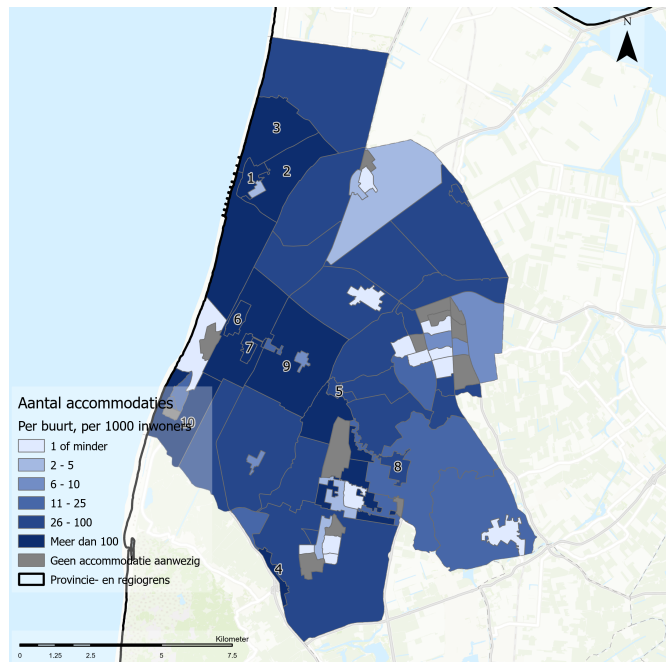 N
3
2
1
6
7
9
5
10
8
4
Aantal accommodaties
Per buurt, per 1000 inwoners
1 of minder
2 - 5
6 - 10
11 - 25
26 - 100
Meer dan 100
Geen accommodatie aanwezig
Provincie- en regiogrens
Kilometer
0 1.25 2.5 5 7.5